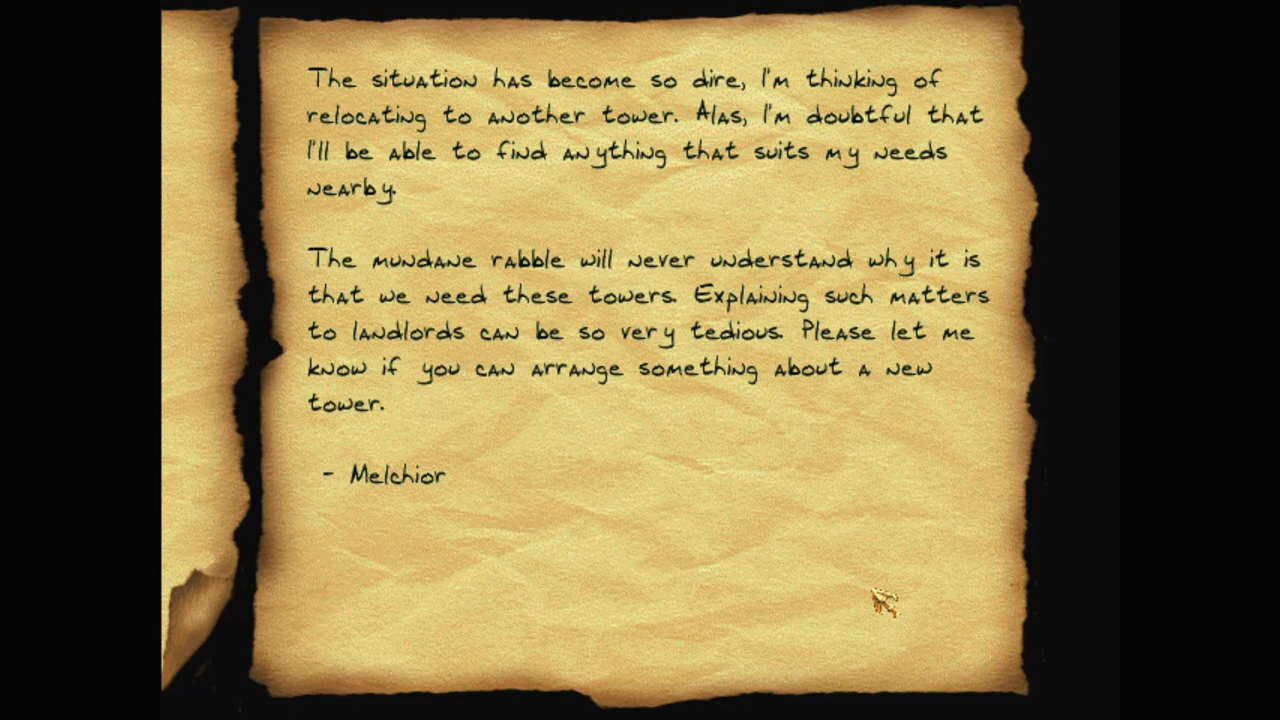 The situation has become so dire, I'm thinking of
relocating to another tower. Alas, I'm doubtful that
I'll be able to find anything that suits my needs
nearby.
The mundane rabble will never understand why it is
that we need these towers. Explaining such matters
to landlords can be so very tedious. Please let me
know if you can arrange something about a new
tower.
- Melchior